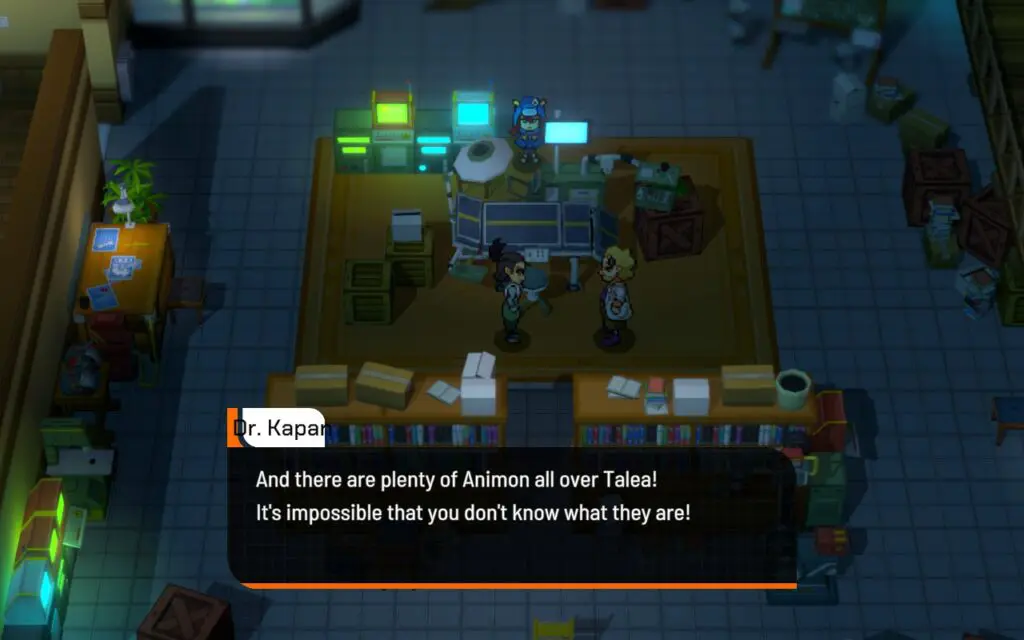 Dr. Kapan
And there are plenty of Animon all over Talea!
It's impossible that you don't know what they are!